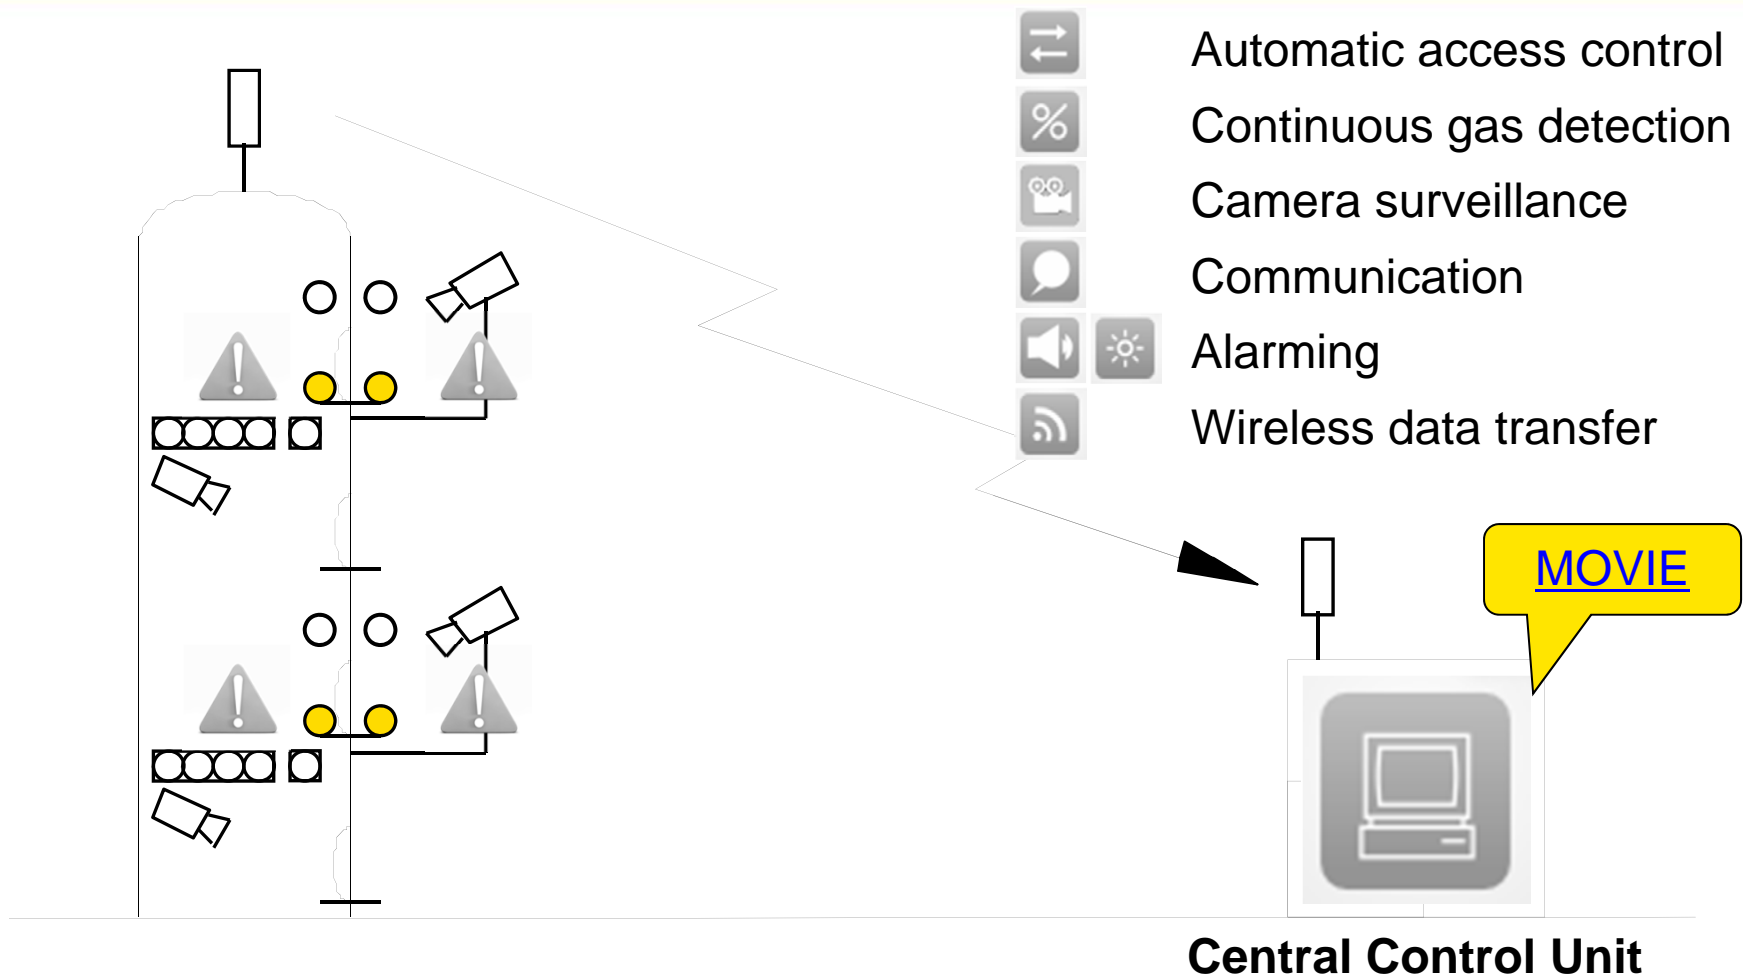 Automatic access control
Continuous gas detection
Camera surveillance
Communication
Alarming
Wireless data transfer
MOVIE
Central Control Unit